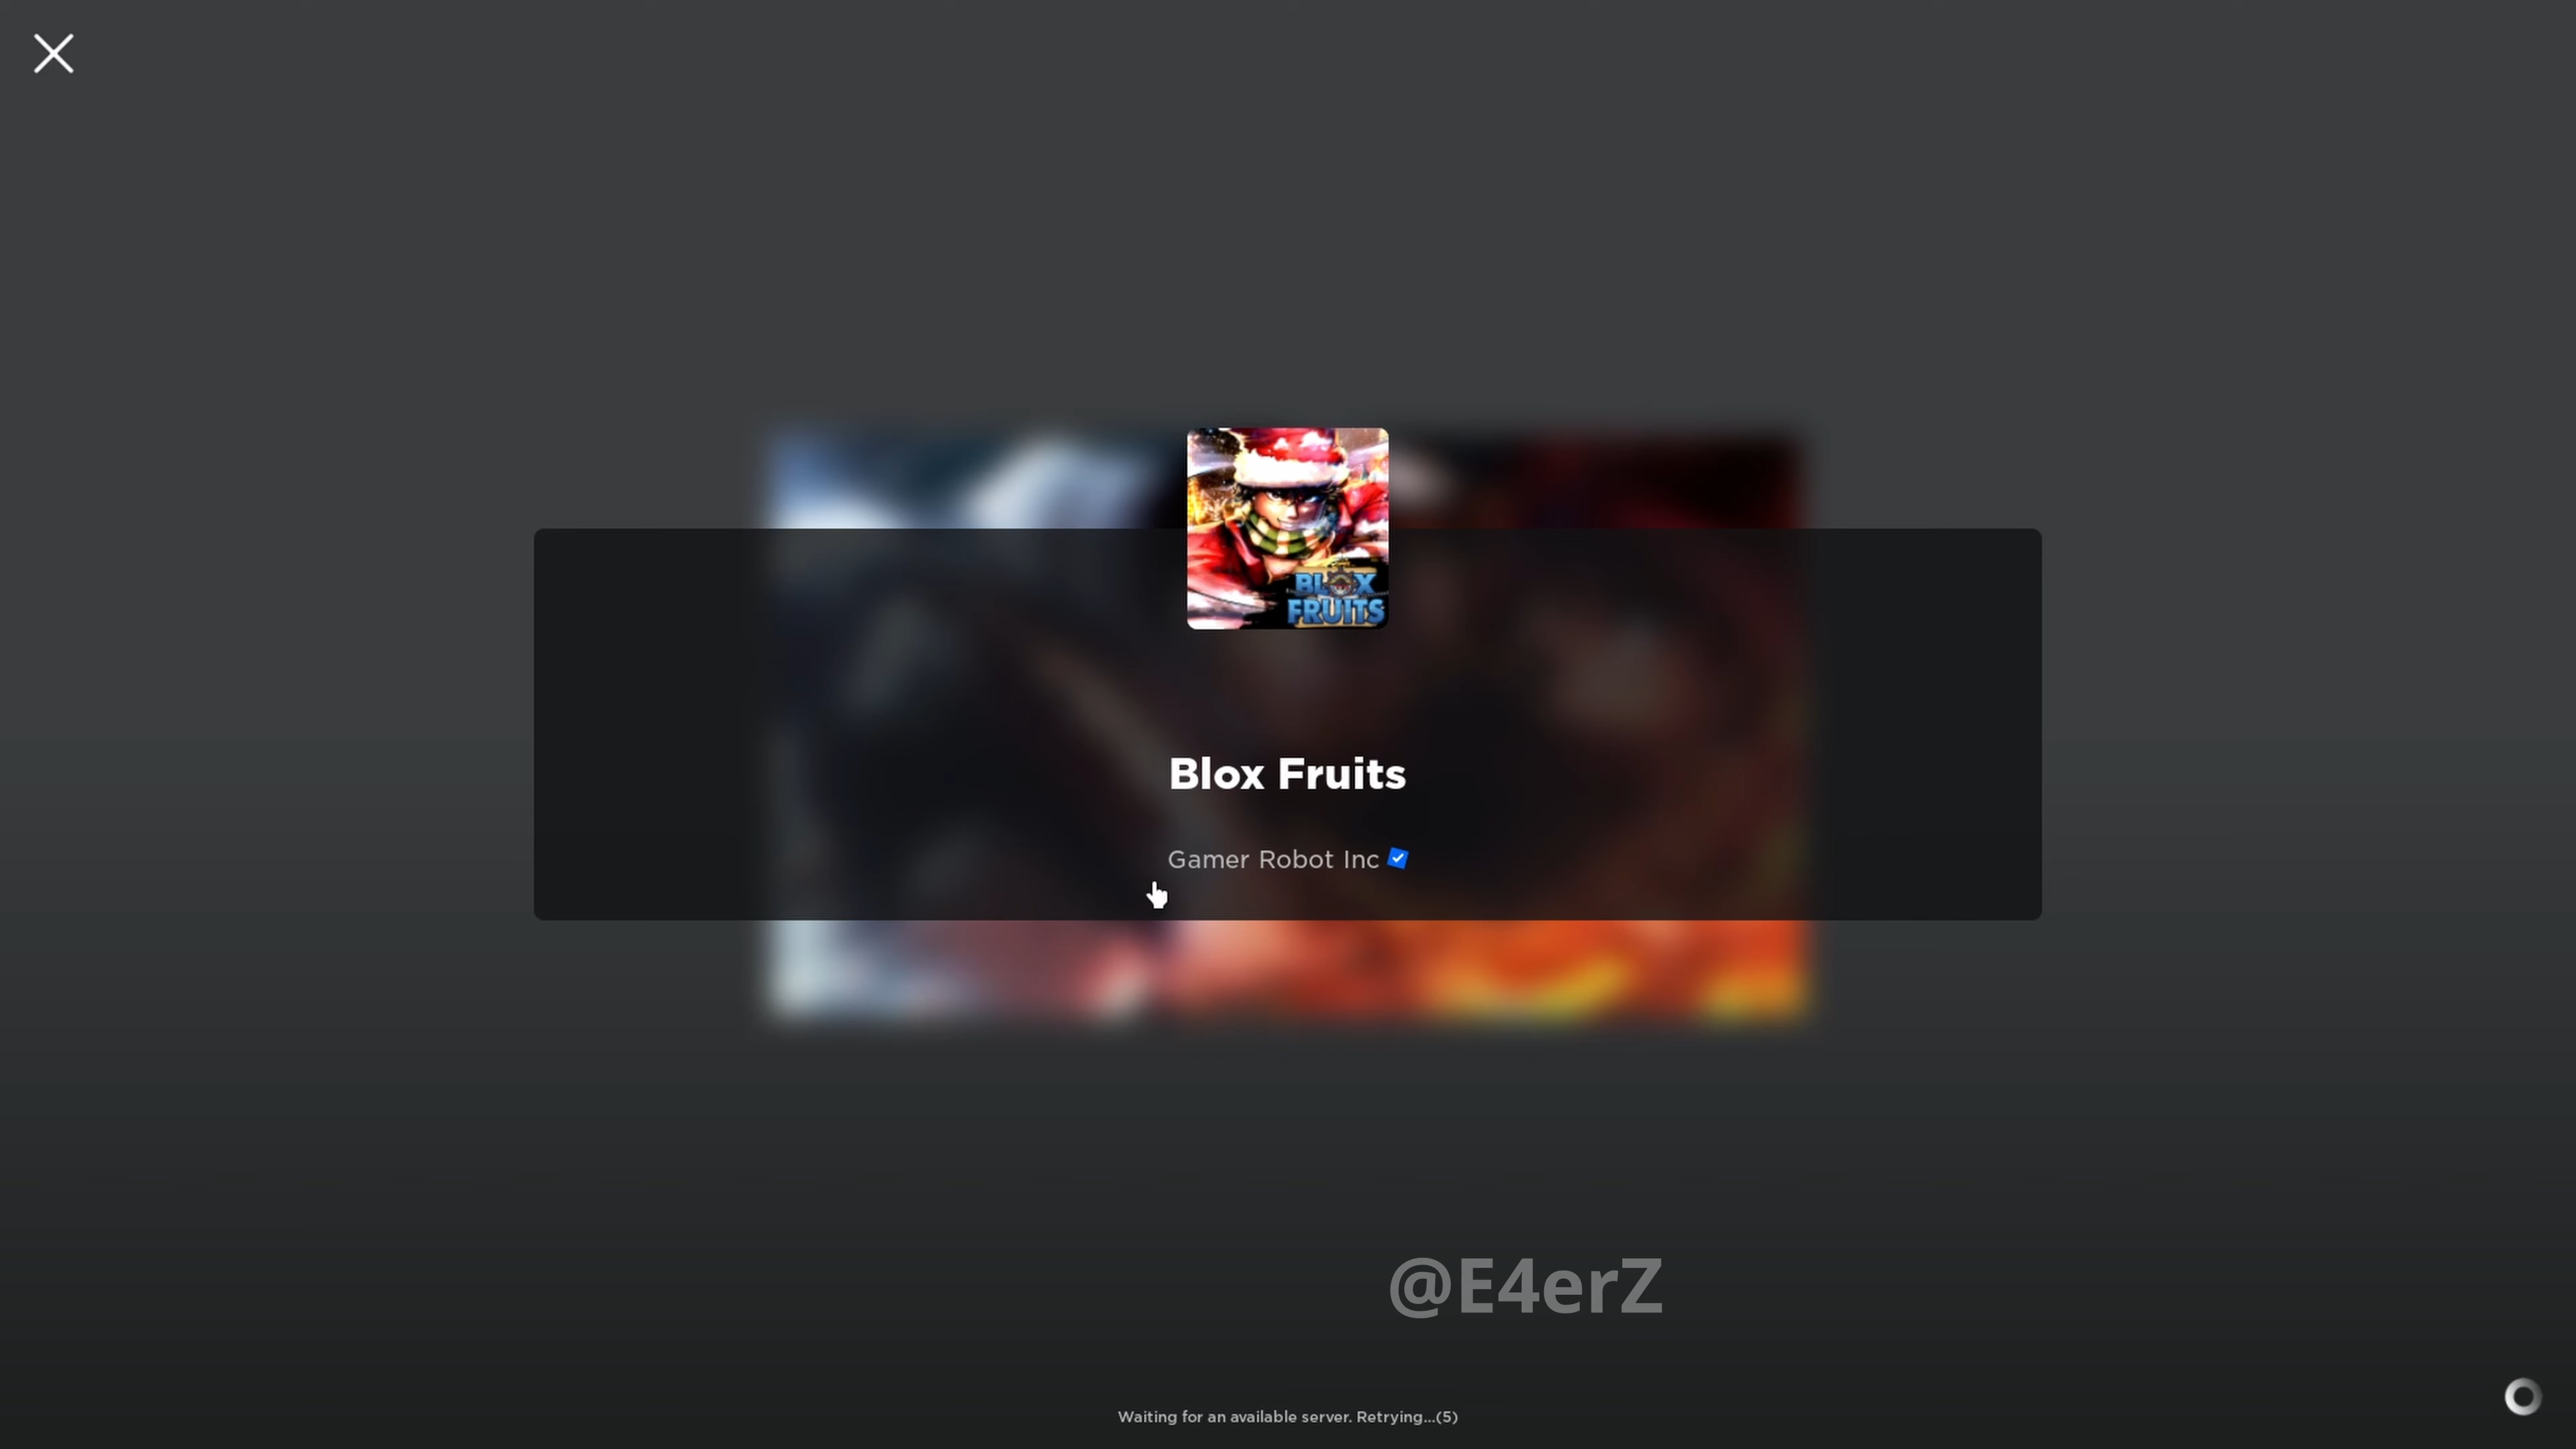 BLOX
FRUITS
Blox Fruits
Gamer Robot Inc
@E4erZ
Waiting for an available server. Retrying...(5)